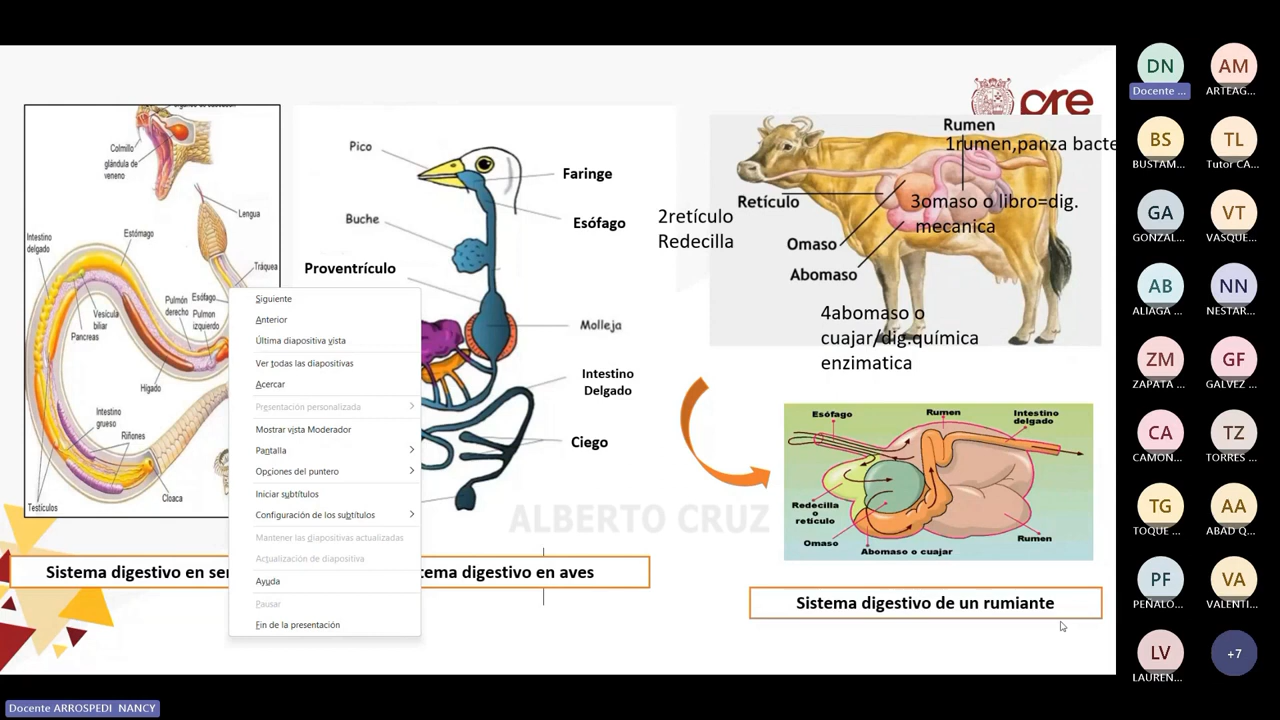 Colmillo
glándula de
veneno
Lengua
Intestino
delgado
Estómago
Tráquea
Esófago
Pulmón
derecho
Pulmon
izquierdo
Vesícula
biliar
Pancreas
Hígado
Intestino
grueso
Riñones
Cloaca
Testículos
Sistema digestivo en
Pico
Faringe
Esófago
Buche
Proventrículo
Molleja
Intestino
Delgado
Ciego
digestivo en aves
Siguiente
Anterior
Última diapositiva vista
Ver todas las diapositivas
Acercar
Presentación personalizada
Mostrar vista Moderador
Pantalla
Opciones del puntero
Iniciar subtítulos
Configuración de los subtítulos
Mantener las diapositivas actualizadas
Actualización de diapositiva
Ayuda
Pausar
Fin de la presentación
ALBERTO CRUZ
Rumen
1rumen,panza bacte
Retículo
2retículo
Redecilla
3omaso o libro=dig.
mecanica
Omaso
Abomaso
4abomaso o
cuajar/dig.química
enzimatica
Esófago
Rumen
Intestino
delgado
Redecilla
o
retículo
Omaso
Abomaso o cuajar
Rumen
Sistema digestivo de un rumiante
DN
Docente ...
AM
ARTEAG...
BS
BUSTAM...
TL
Tutor CA...
GA
GONZAL...
VT
VASQUE...
AB
ALIAGA ...
NN
NESTAR...
ZM
ZAPATA ...
GF
GALVEZ ...
CA
CAMON...
TZ
TORRES ...
TG
TOQUE ...
AA
ABAD Q...
PF
PEÑALO...
VA
VALENTI...
LV
LAUREN...
+7
Docente ARROSPEDI NANCY